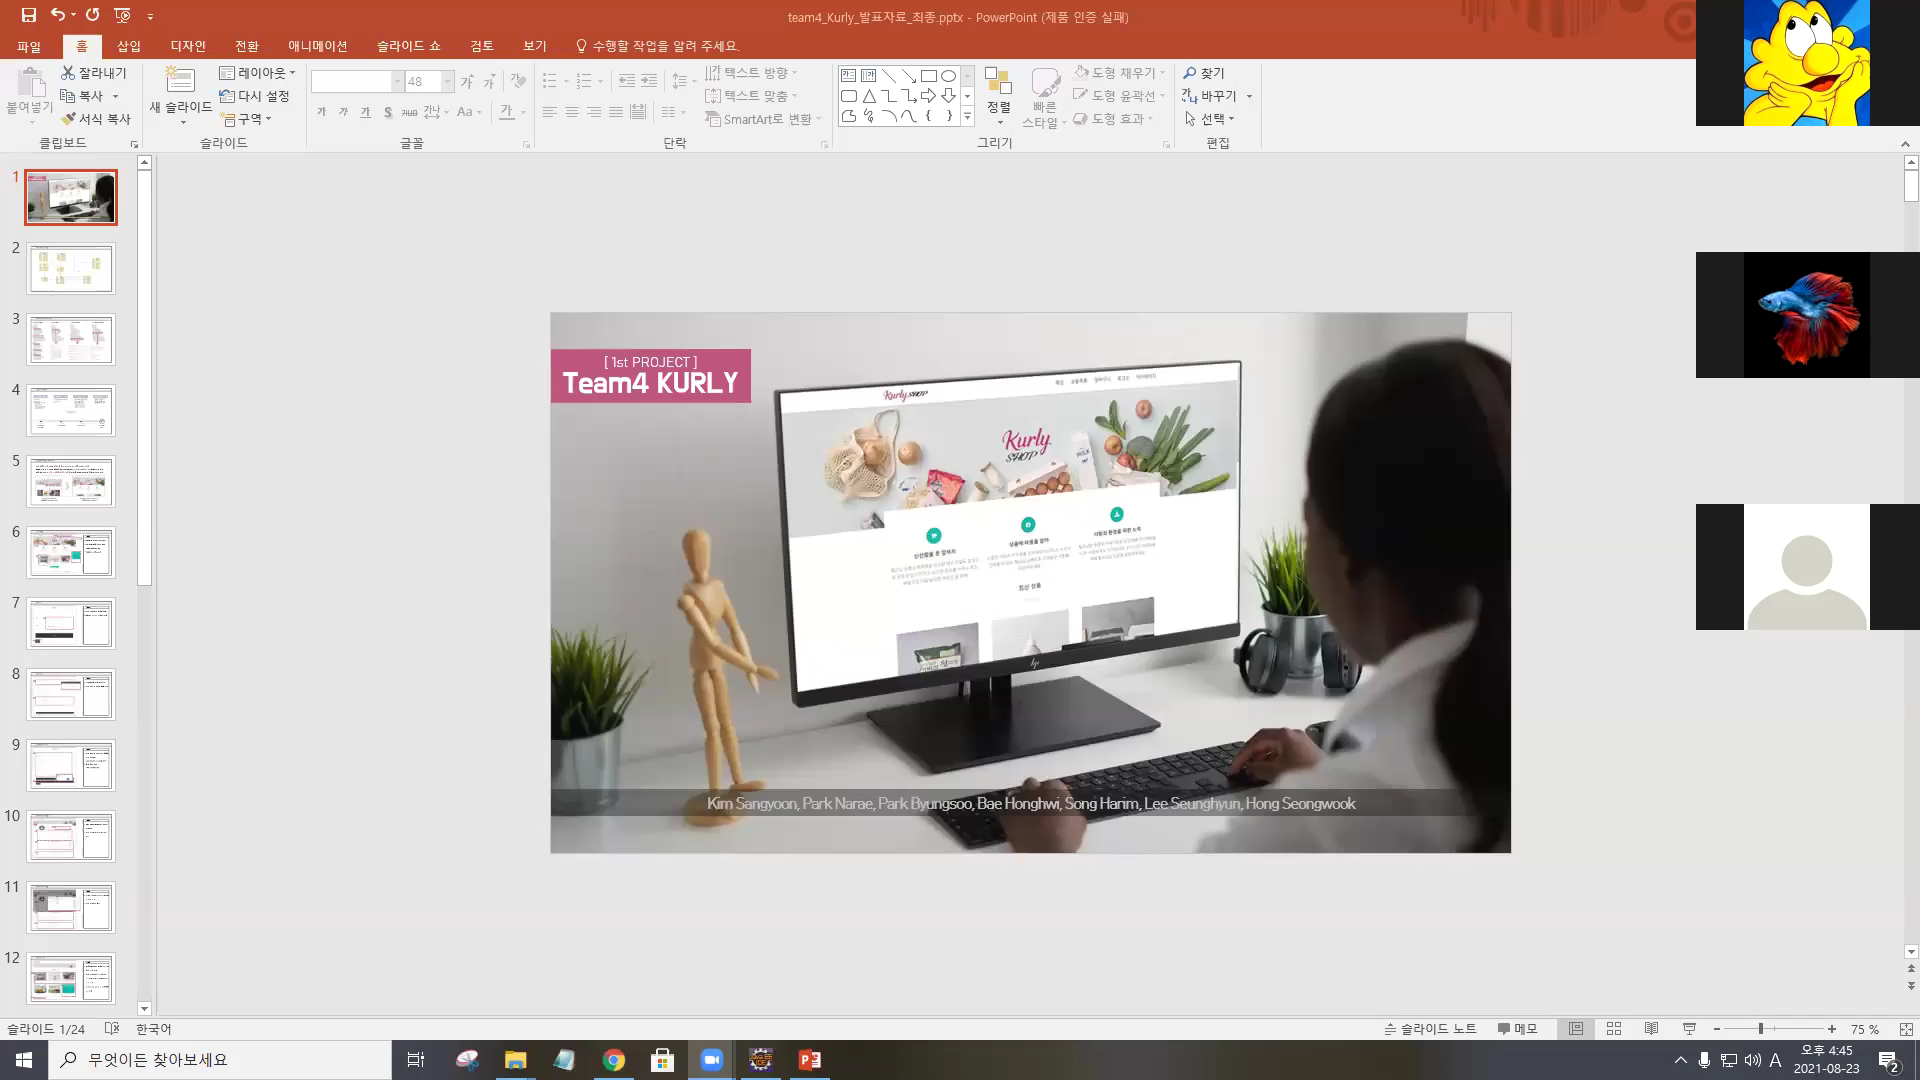 team4_Kurly_발표자료_최종.pptx - PowerPoint (제품 인증 실패)
파일 홈 삽입 디자인 전환 애니메이션 슬라이드 쇼 검토 보기 수행할 작업을 알려 주세요.
붙여넣기
잘라내기
복사
서식 복사
클립보드
새 슬라이드
레이아웃
다시 설정
구역
슬라이드
48
가 가 가 S abc 간 Aa 가
글꼴
텍스트 방향
텍스트 맞춤
SmartArt로 변환
단락
정렬
빠른
스타일
도형 채우기
도형 윤곽선
도형 효과
그리기
찾기
바꾸기
선택
편집
1
2
3
4
5
6
7
8
9
10
11
12
[ 1st PROJECT ]
Team4 KURLY
Kurly SHOP
Kurly
SHOP
MILK
최신 상품
hp
Kim Sangyoon, Park Narae, Park Byungsoo, Bae Honghwi, Song Harim, Lee Seunghyun, Hong Seongwook
슬라이드 1/24 한국어
슬라이드 노트 메모 75 %
무엇이든 찾아보세요
A
오후 4:45
2021-08-23
2